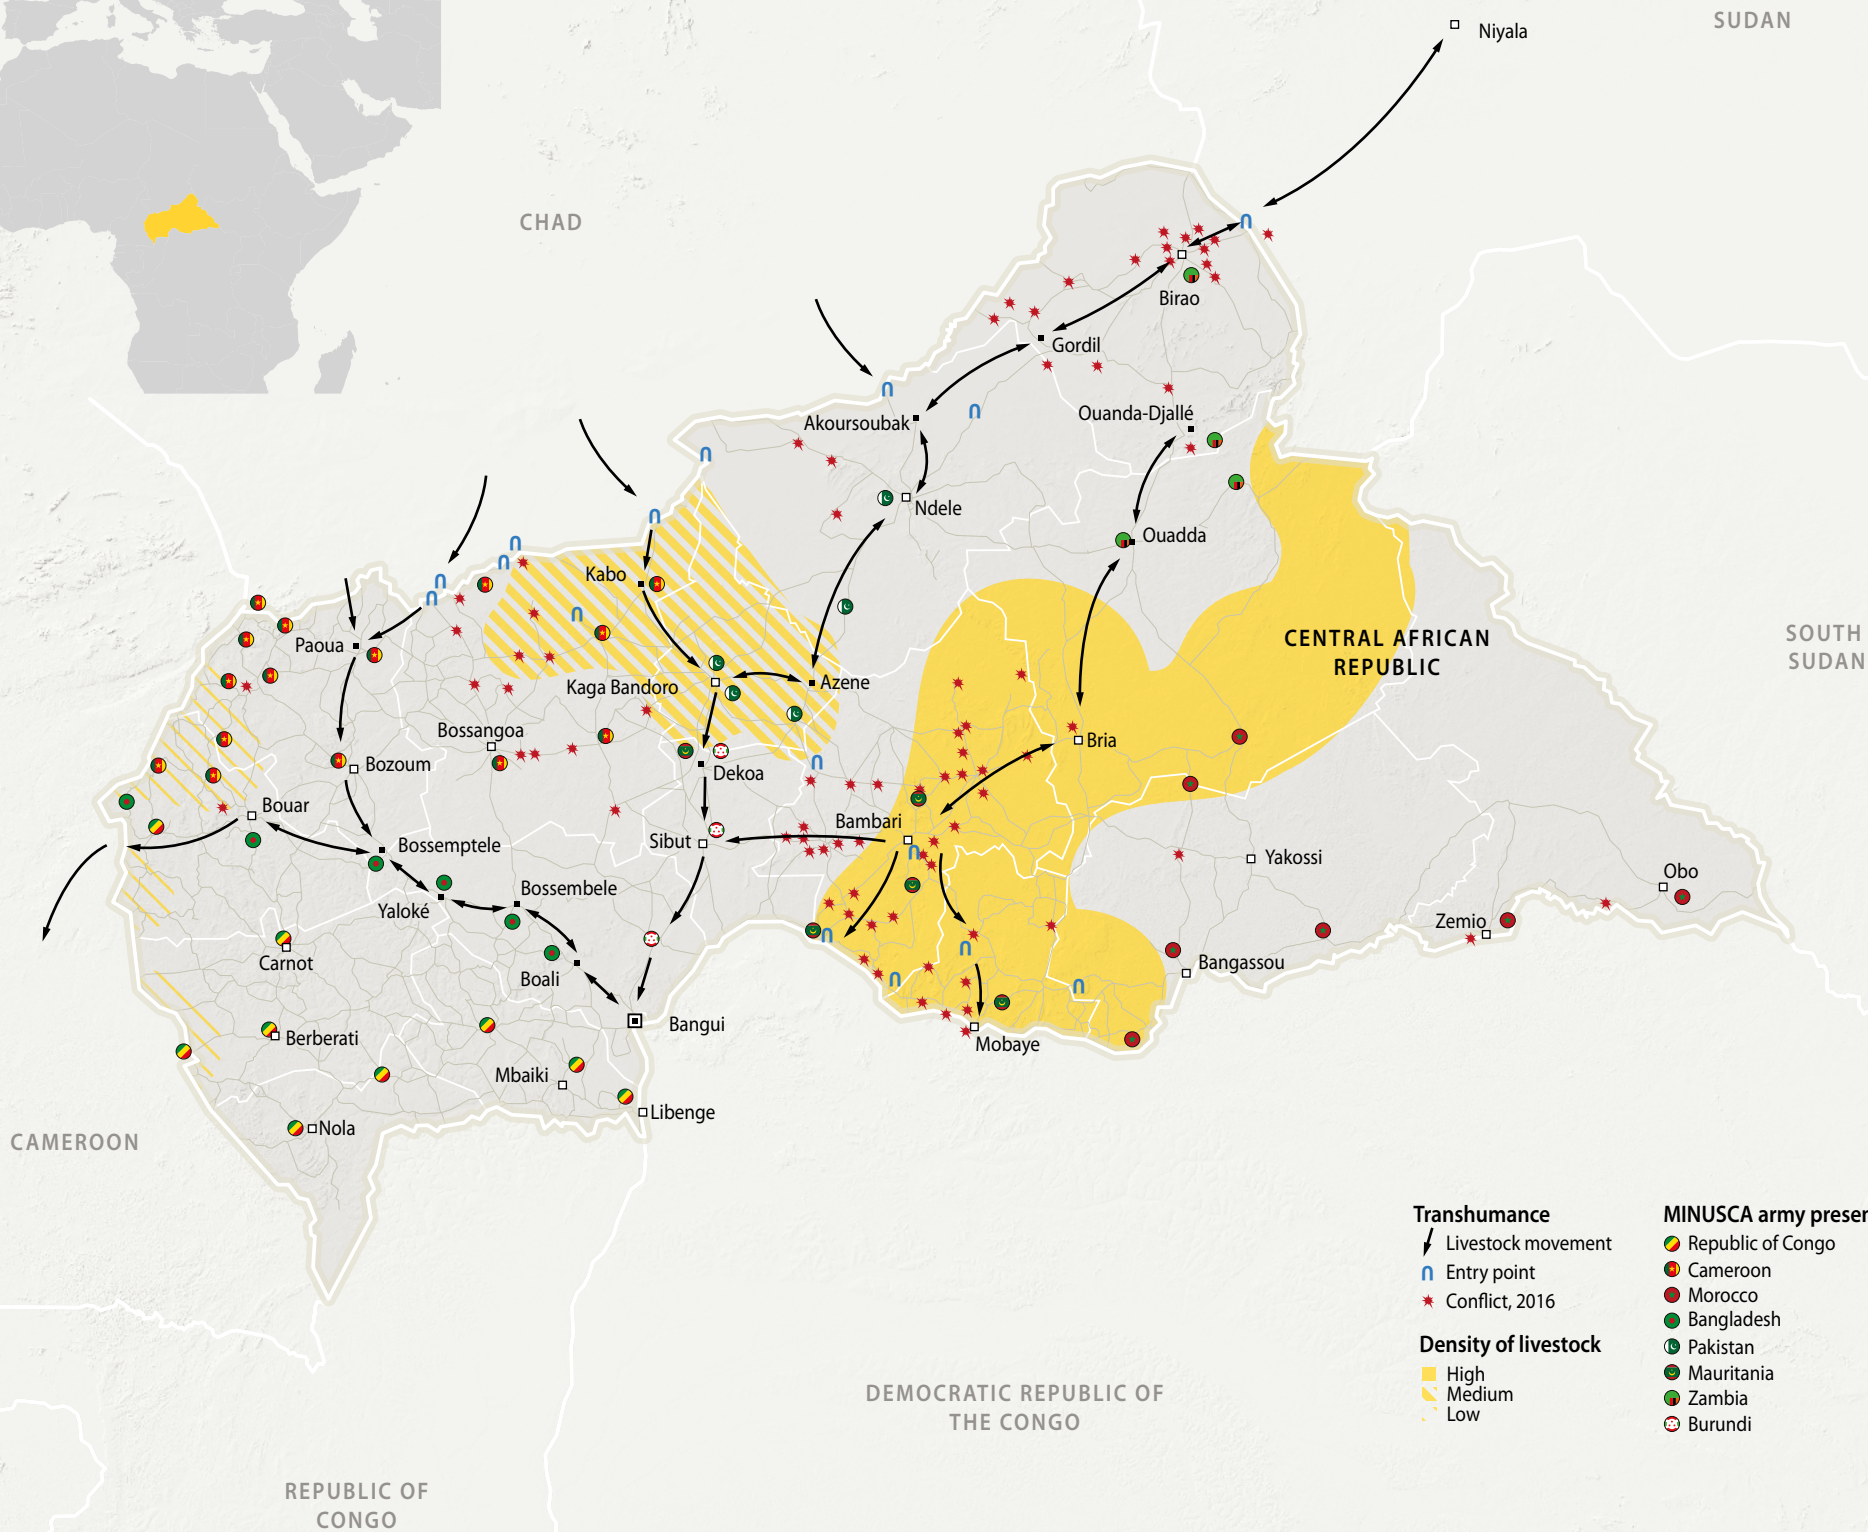 SUDAN
Niyala
CHAD
Birao
Gordil
Akoursoubak
Ouanda-Djallé
Ndele
Ouadda
Kabo
CENTRAL AFRICAN
REPUBLIC
SOUTH
SUDAN
Paoua
Kaga Bandoro
Azene
Bossangoa
Bria
Bozoum
Dekoa
Bouar
Bambari
Sibut
Bossemptele
Yakossi
Obo
Bossembele
Yaloké
Zemio
Carnot
Bangassou
Boali
Bangui
Berberati
Mobaye
Mbaiki
Libenge
Nola
CAMEROON
Transhumance
Livestock movement
Entry point
Conflict, 2016
Density of livestock
High
Medium
Low
MINUSCA army presen
Republic of Congo
Cameroon
Morocco
Bangladesh
Pakistan
Mauritania
Zambia
Burundi
DEMOCRATIC REPUBLIC OF
THE CONGO
REPUBLIC OF
CONGO